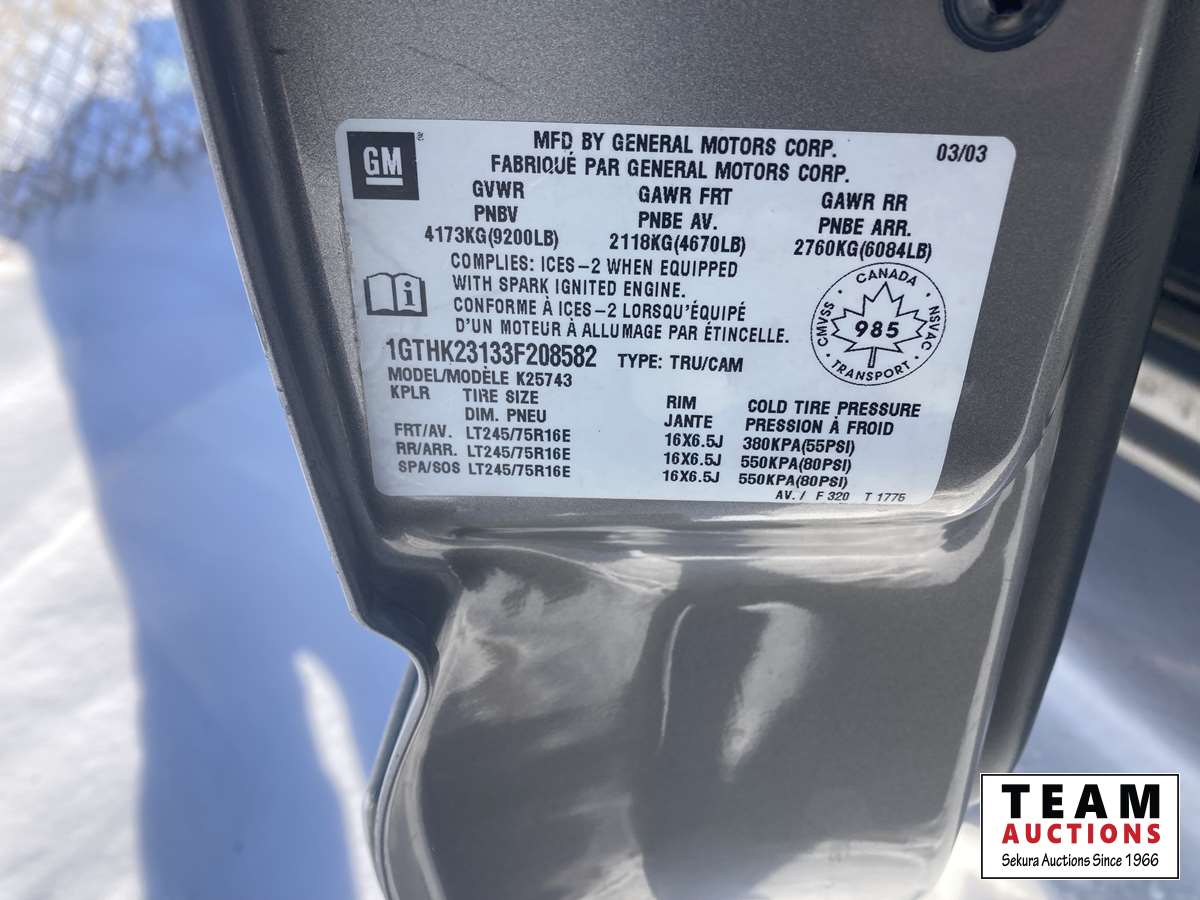 GM
®
MFD BY GENERAL MOTORS CORP.
03/03
FABRIQUÉ PAR GENERAL MOTORS CORP.
GVWR GAWR FRT GAWR RR
PNBV PNBE AV. PNBE ARR.
4173KG(9200LB) 2118KG(4670LB) 2760KG(6084LB)
COMPLIES: ICES-2 WHEN EQUIPPED
WITH SPARK IGNITED ENGINE.
CONFORME À ICES-2 LORSQU'ÉQUIPÉ
D'UN MOTEUR À ALLUMAGE PAR ÉTINCELLE.
CANADA
CMVSS 985 NSVAC
TRANSPORT
1GTHK23133F208582 TYPE: TRU/CAM
MODEL/MODÈLE K25743
KPLR TIRE SIZE RIM COLD TIRE PRESSURE
DIM. PNEU JANTE PRESSION À FROID
FRT/AV. LT245/75R16E 16X6.5J 380KPA(55PSI)
RR/ARR. LT245/75R16E 16X6.5J 550KPA(80PSI)
SPA/SOS LT245/75R16E 16X6.5J 550KPA(80PSI)
AV./ F 320 T 1776
TEAM
AUCTIONS
Sekura Auctions Since 1966